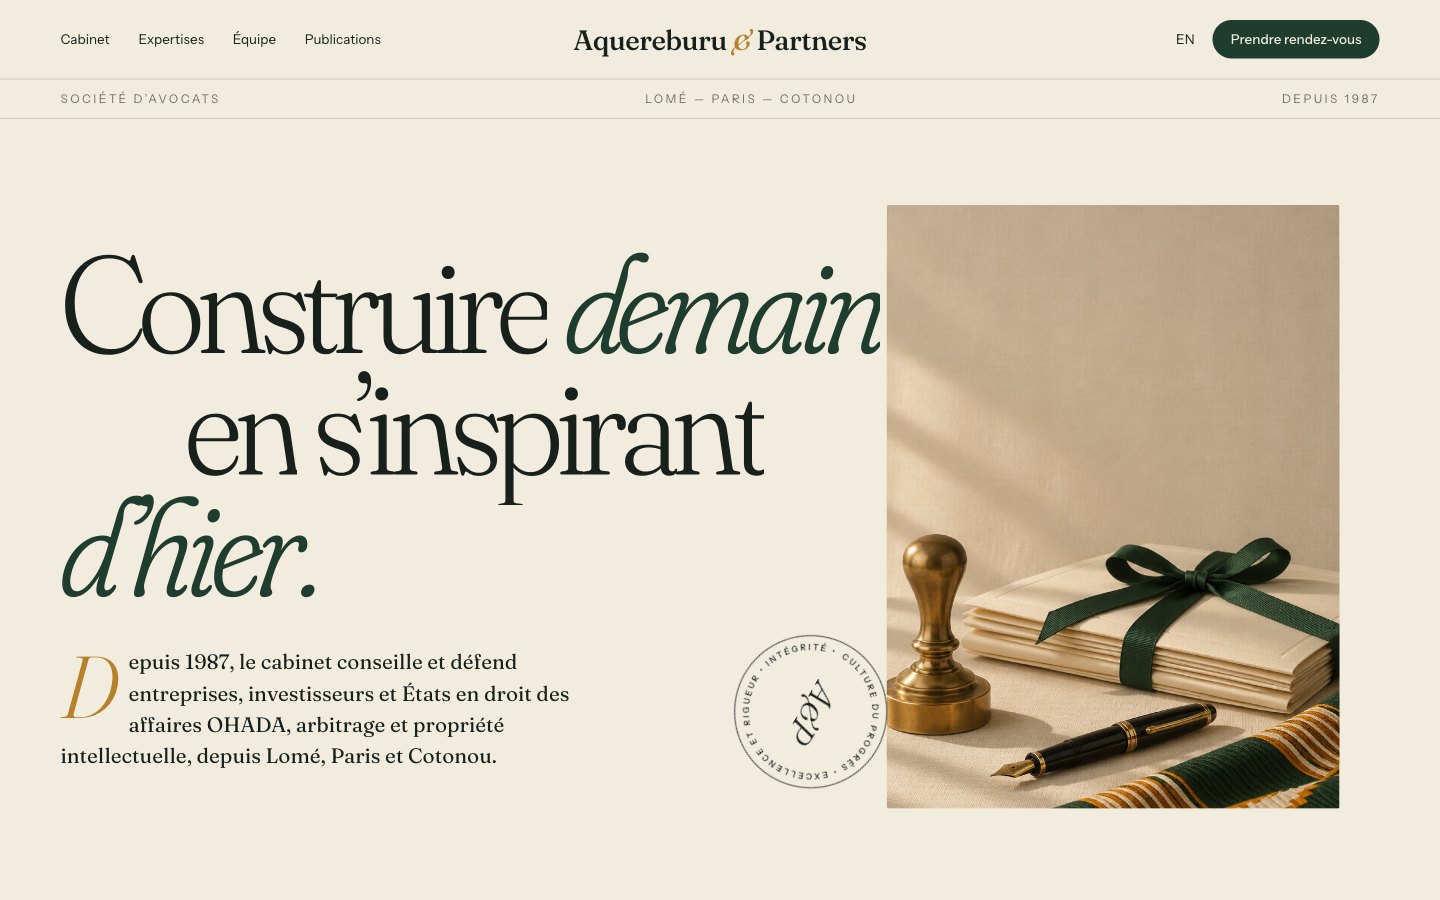 Cabinet Expertises Équipe Publications
Aquereburu & Partners
EN Prendre rendez-vous
SOCIÉTÉ D’AVOCATS
LOMÉ — PARIS — COTONOU
DEPUIS 1987
Construire demain
en s’inspirant
d’hier.
Depuis 1987, le cabinet conseille et défend
entreprises, investisseurs et États en droit des
affaires OHADA, arbitrage et propriété
intellectuelle, depuis Lomé, Paris et Cotonou.
EXCELLENCE ET RIGUEUR • INTÉGRITÉ • CULTURE DU PROGRÈS •
A&P